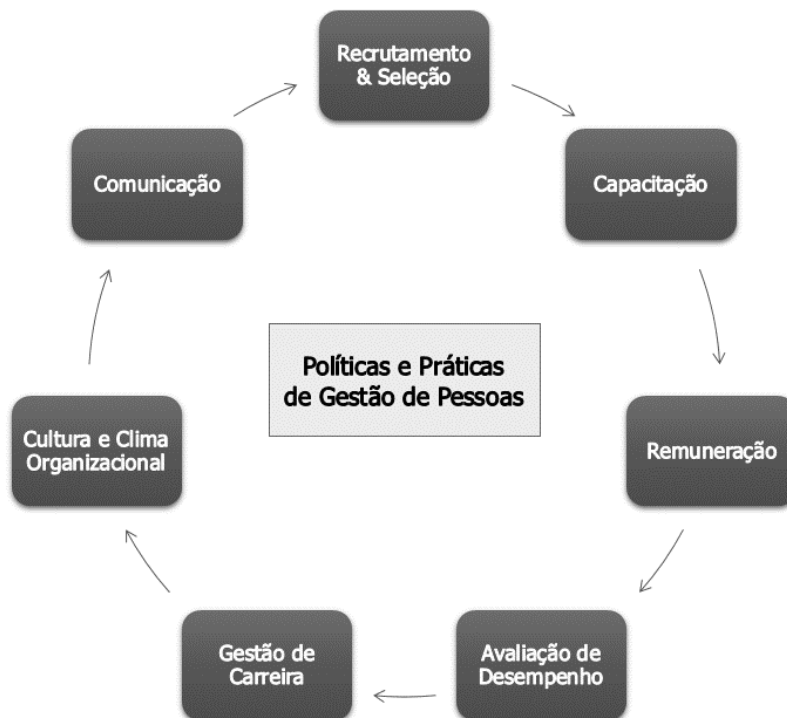 Recrutamento
& Seleção
Comunicação
Capacitação
Políticas e Práticas
de Gestão de Pessoas
Cultura e Clima
Organizacional
Remuneração
Gestão de
Carreira
Avaliação de
Desempenho